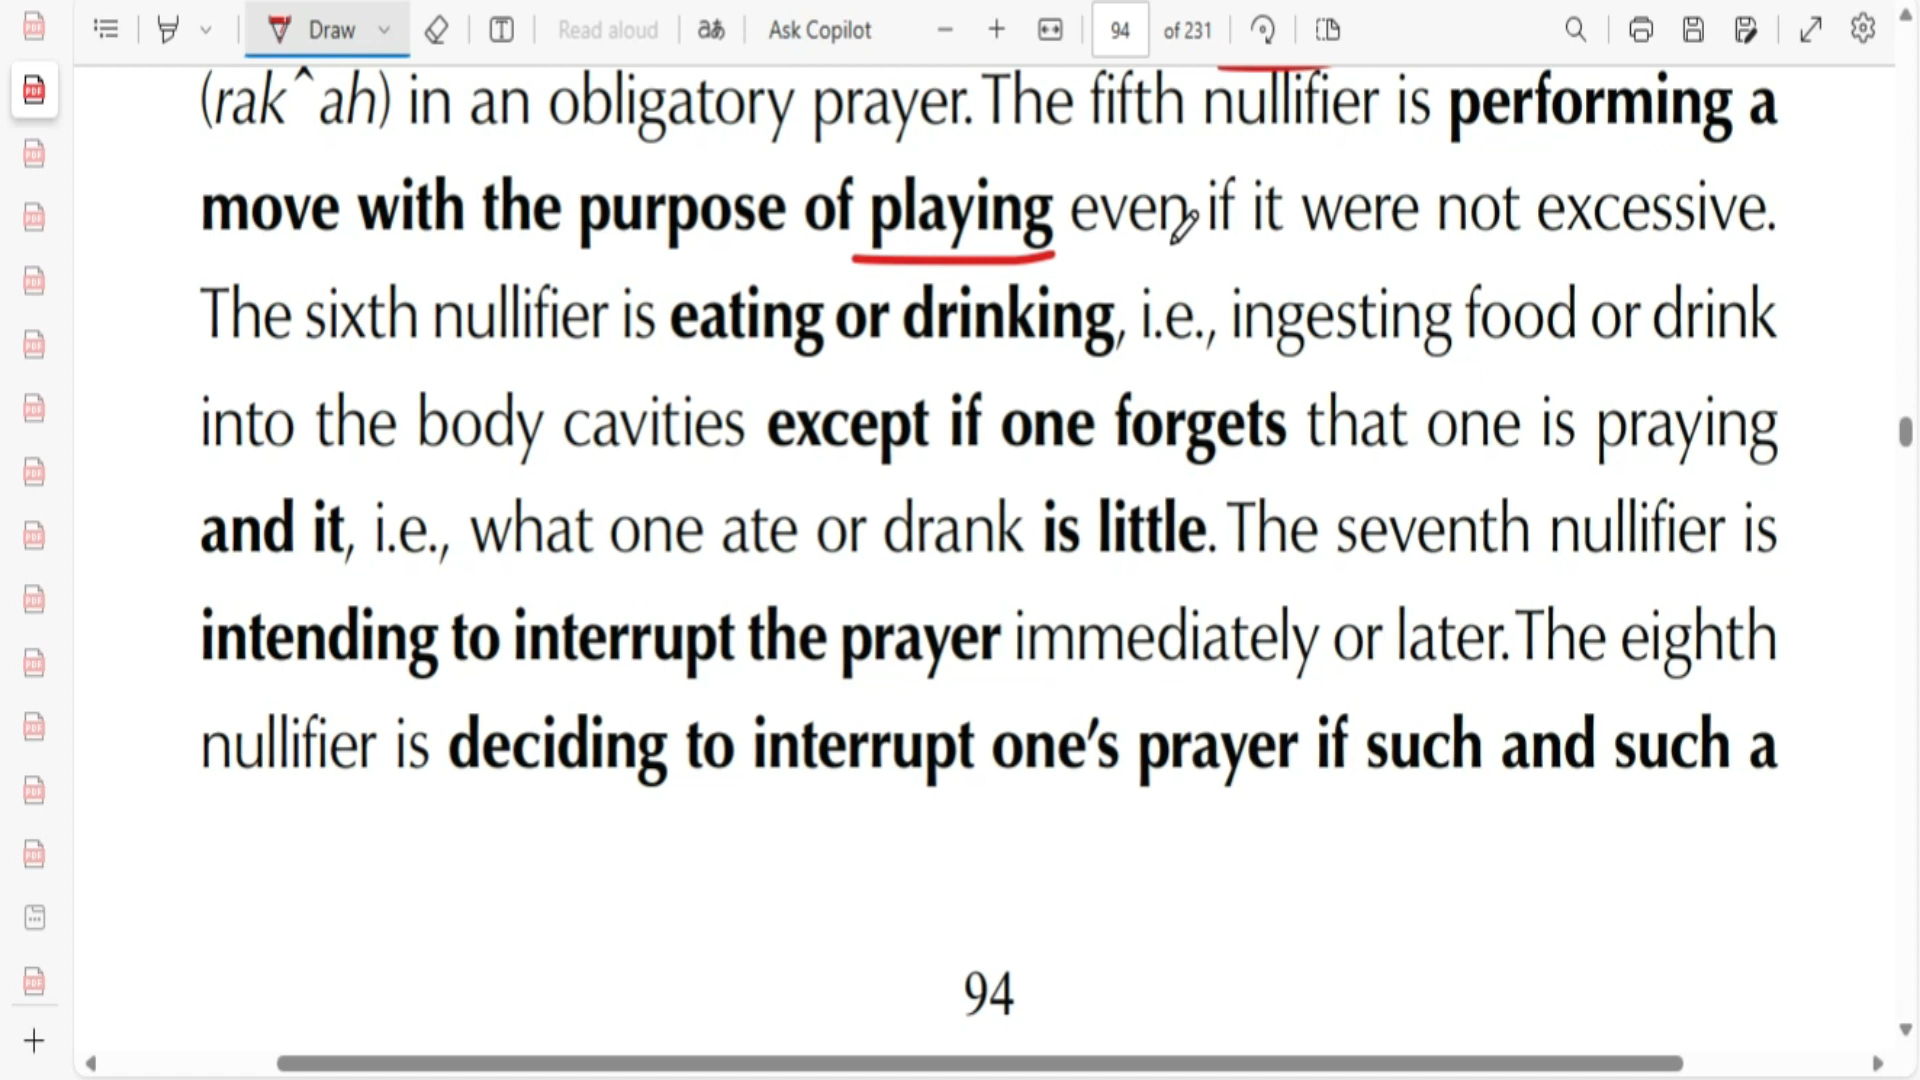 Draw
Read aloud
aあ
Ask Copilot
94
of 231
(rak^ah) in an obligatory prayer. The fifth nullifier is performing a
move with the purpose of playing even if it were not excessive.
The sixth nullifier is eating or drinking, i.e., ingesting food or drink
into the body cavities except if one forgets that one is praying
and it, i.e., what one ate or drank is little. The seventh nullifier is
intending to interrupt the prayer immediately or later. The eighth
nullifier is deciding to interrupt one’s prayer if such and such a
94